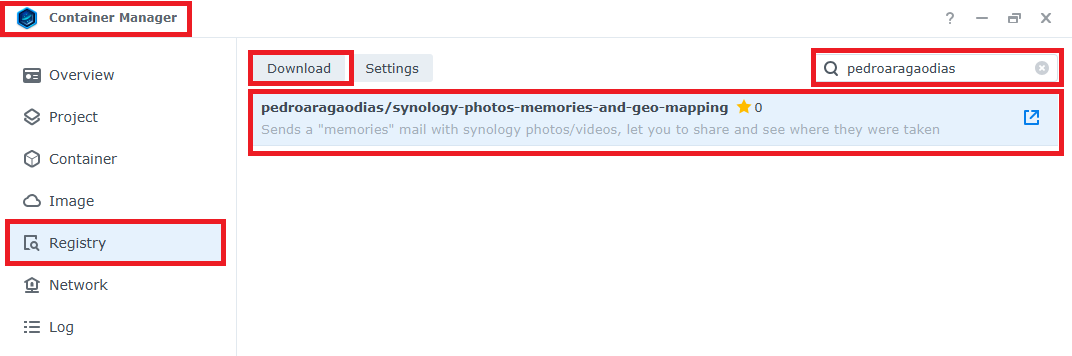 Container Manager
?
Overview
Project
Container
Image
Registry
Network
Log
Download Settings
pedroaragaodias
pedroaragaodias/synology-photos-memories-and-geo-mapping 0
Sends a "memories" mail with synology photos/videos, let you to share and see where they were taken